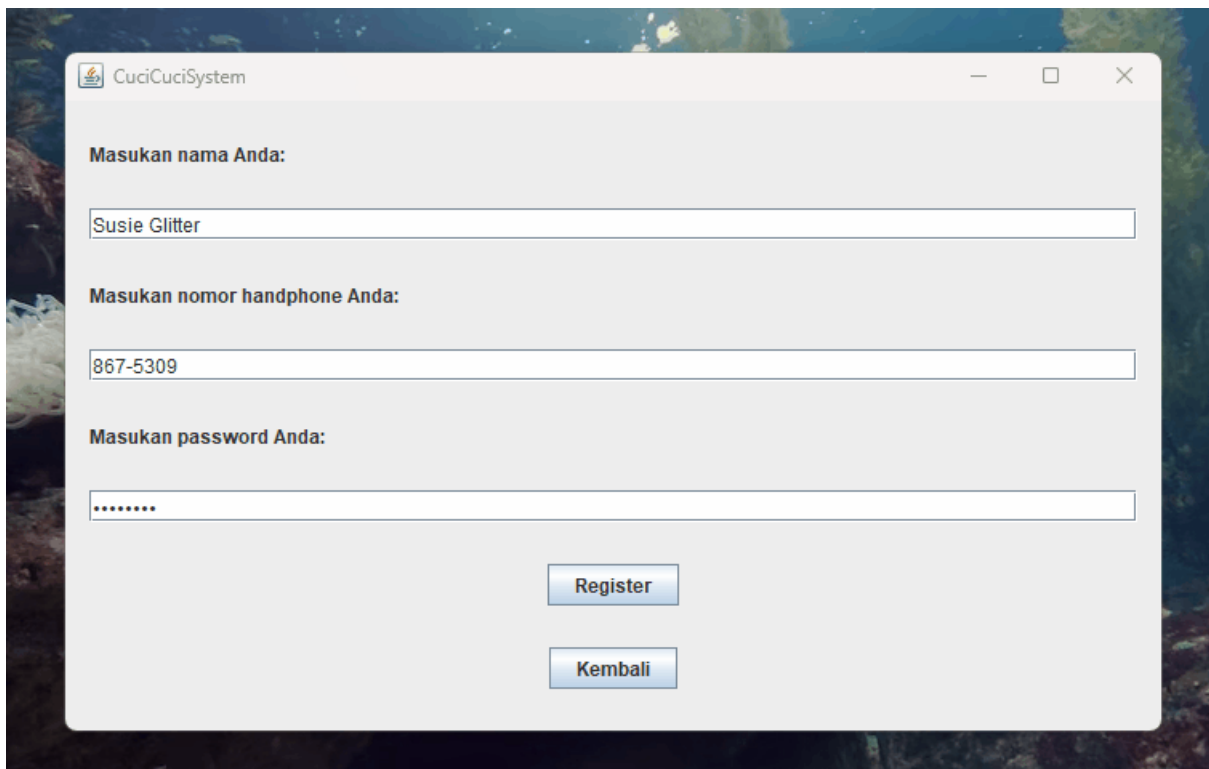 CuciCuciSystem
Masukan nama Anda:
Susie Glitter
Masukan nomor handphone Anda:
867-5309
Masukan password Anda:
••••••••
Register
Kembali